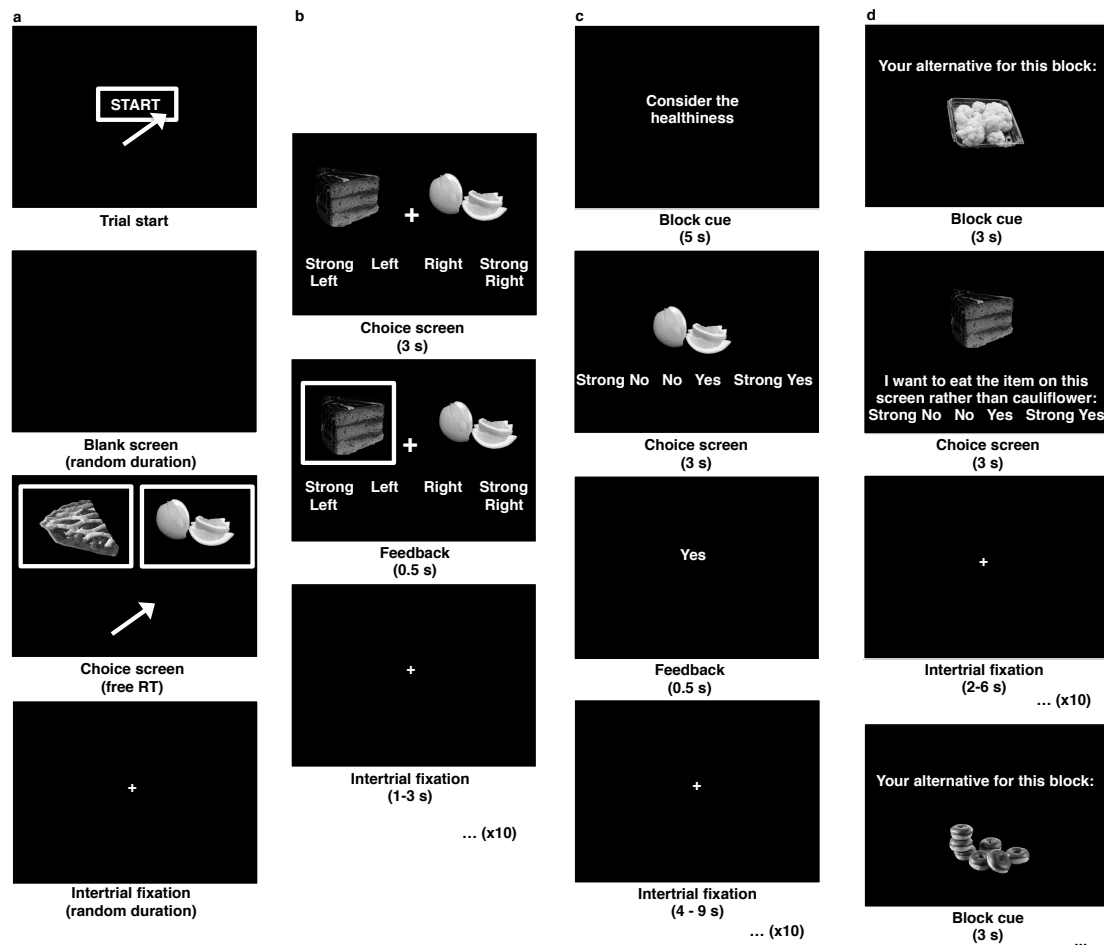 a
START
Trial start
Blank screen
(random duration)
Choice screen
(free RT)
+
Intertrial fixation
(random duration)
b
+
Strong Left Left Right Strong Right
Choice screen
(3 s)
+
Strong Left Left Right Strong Right
Feedback
(0.5 s)
+
Intertrial fixation
(1-3 s)
... (x10)
c
Consider the
healthiness
Block cue
(5 s)
Strong No No Yes Strong Yes
Choice screen
(3 s)
Yes
Feedback
(0.5 s)
+
Intertrial fixation
(4 - 9 s)
... (x10)
d
Your alternative for this block:
Block cue
(3 s)
I want to eat the item on this
screen rather than cauliflower:
Strong No No Yes Strong Yes
Choice screen
(3 s)
+
Intertrial fixation
(2-6 s)
... (x10)
Your alternative for this block:
Block cue
(3 s)
...